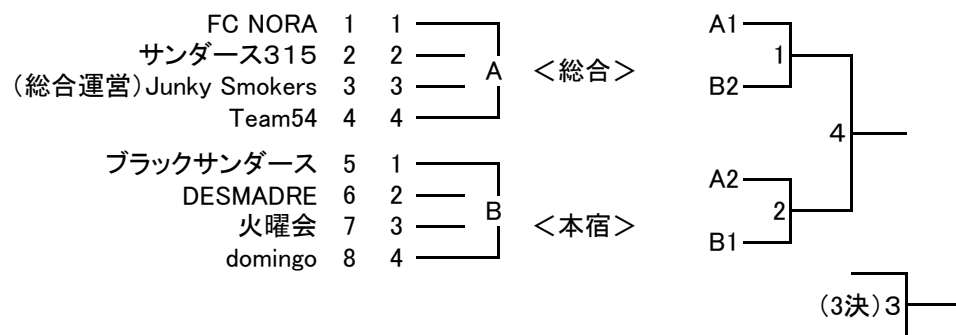 FC NORA 1 1
サンダース315 2 2
(総合運営)Junky Smokers 3 3
Team54 4 4
A <総合>
ブラックサンダース 5 1
DESMADRE 6 2
火曜会 7 3
domingo 8 4
B <本宿>
A1
1
B2
4
A2
2
B1
(3決)3